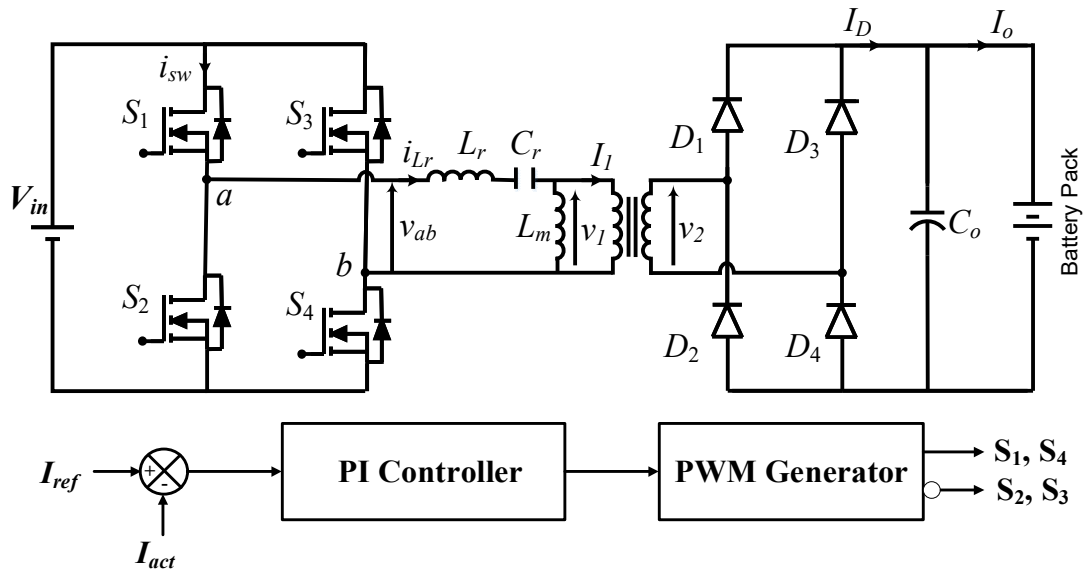 I_D
I_o
i_sw
S_1
S_3
D_1
D_3
i_Lr
L_r
C_r
I_1
a
V_in
v_ab
L_m
v_1
v_2
C_o
Battery Pack
b
S_2
S_4
D_2
D_4
I_ref
+
-
PI Controller
PWM Generator
S_1, S_4
S_2, S_3
I_act